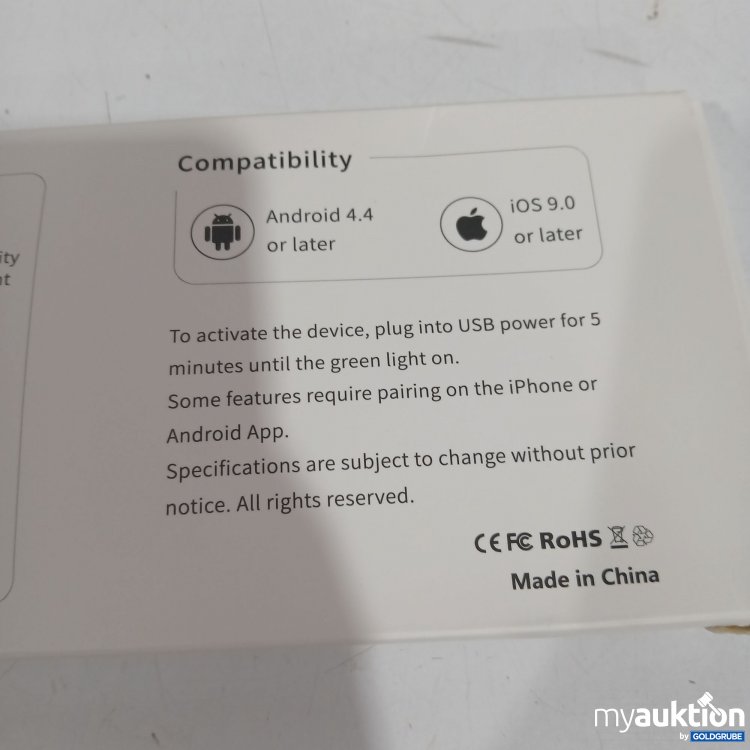 Compatibility
Android 4.4
or later
iOS 9.0
or later
To activate the device, plug into USB power for 5
minutes until the green light on.
Some features require pairing on the iPhone or
Android App.
Specifications are subject to change without prior
notice. All rights reserved.
CE FC RoHS
Made in China
ity
nt
myauktion
by GOLDGRUBE